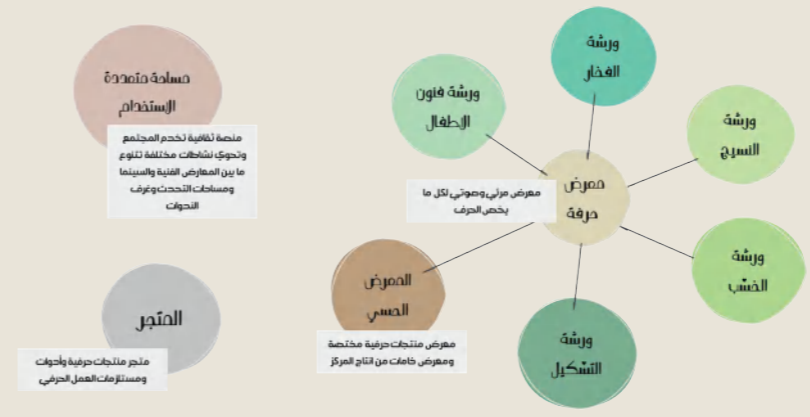 مساحة متعددة
الإستخدام
منصة ثقافية تخدم المجتمع
وتحوي نشاطات مختلفة تتنوع
ما بين المعارض الفنية والسينما
ومساحات التحدث وغرف
الندوات
المتجر
متجر منتجات حرفية وأدوات
ومستلزمات العمل الحرفي
ورشة
الفخار
ورشة فنون
الاطفال
ورشة
النسيج
معرض
حرفة
معرض مرئي وصوتي لكل ما
يخص الحرف
ورشة
الخشب
المعرض
الحسي
معرض منتجات حرفية مختصة
ومعرض خامات من انتاج المركز
ورشة
التشكيل